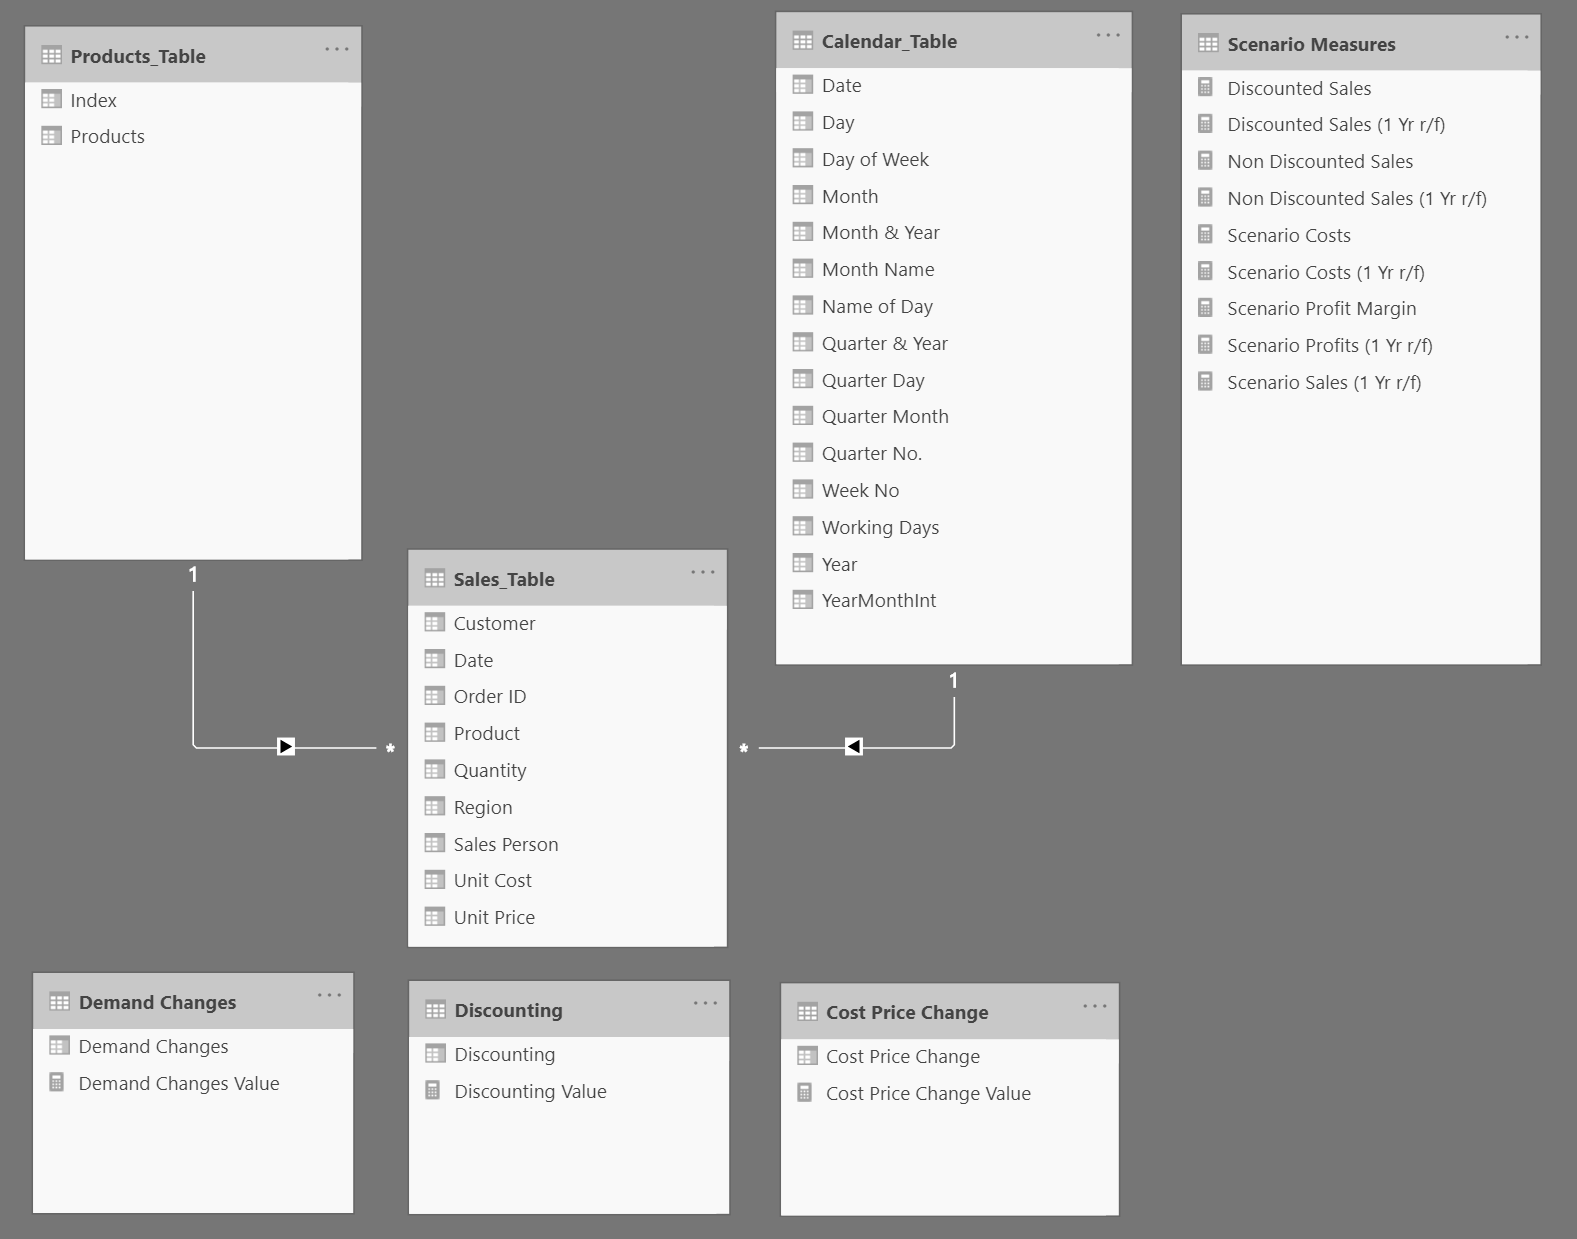 Products_Table
Index
Products
Calendar_Table
Date
Day
Day of Week
Month
Month & Year
Month Name
Name of Day
Quarter & Year
Quarter Day
Quarter Month
Quarter No.
Week No
Working Days
Year
YearMonthInt
Scenario Measures
Discounted Sales
Discounted Sales (1 Yr r/f)
Non Discounted Sales
Non Discounted Sales (1 Yr r/f)
Scenario Costs
Scenario Costs (1 Yr r/f)
Scenario Profit Margin
Scenario Profits (1 Yr r/f)
Scenario Sales (1 Yr r/f)
1
*
Sales_Table
Customer
Date
Order ID
Product
Quantity
Region
Sales Person
Unit Cost
Unit Price
1
*
Demand Changes
Demand Changes
Demand Changes Value
Discounting
Discounting
Discounting Value
Cost Price Change
Cost Price Change
Cost Price Change Value